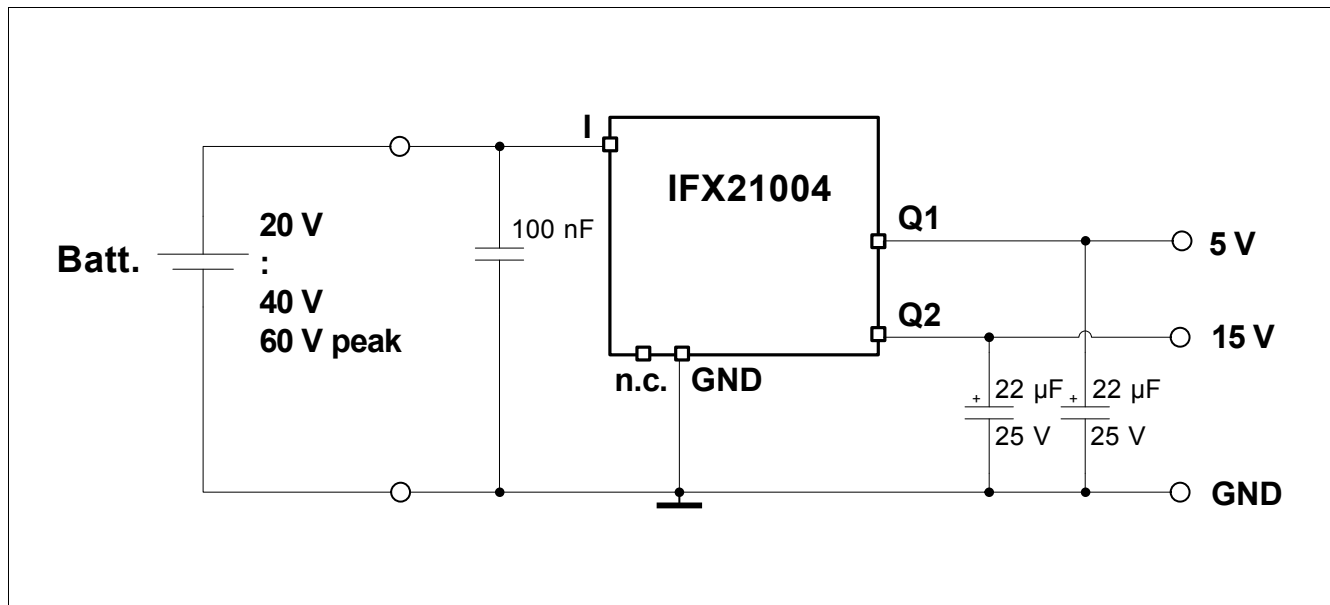 I
IFX21004
Batt.
20 V
:
40 V
60 V peak
100 nF
Q1
5 V
Q2
15 V
n.c.
GND
+
22 µF
25 V
+
22 µF
25 V
GND